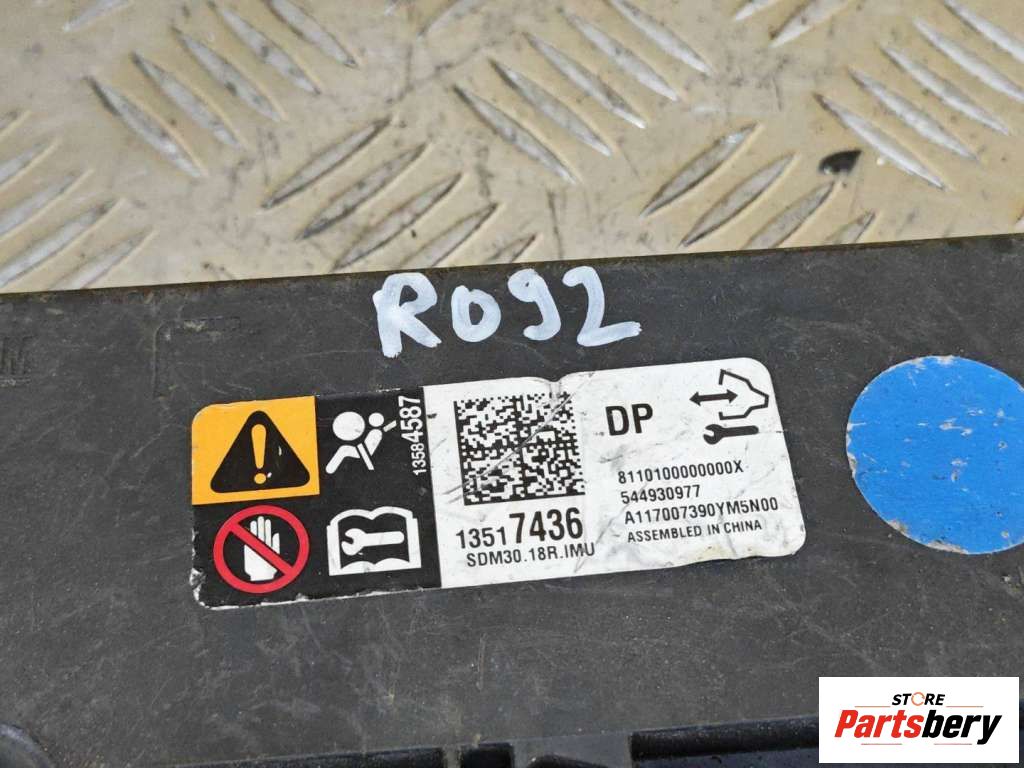 R092
13584587
13517436
SDM30.18R.IMU
DP
8110100000000X
544930977
A117007390YM5N00
ASSEMBLED IN CHINA
STORE
Partsbery